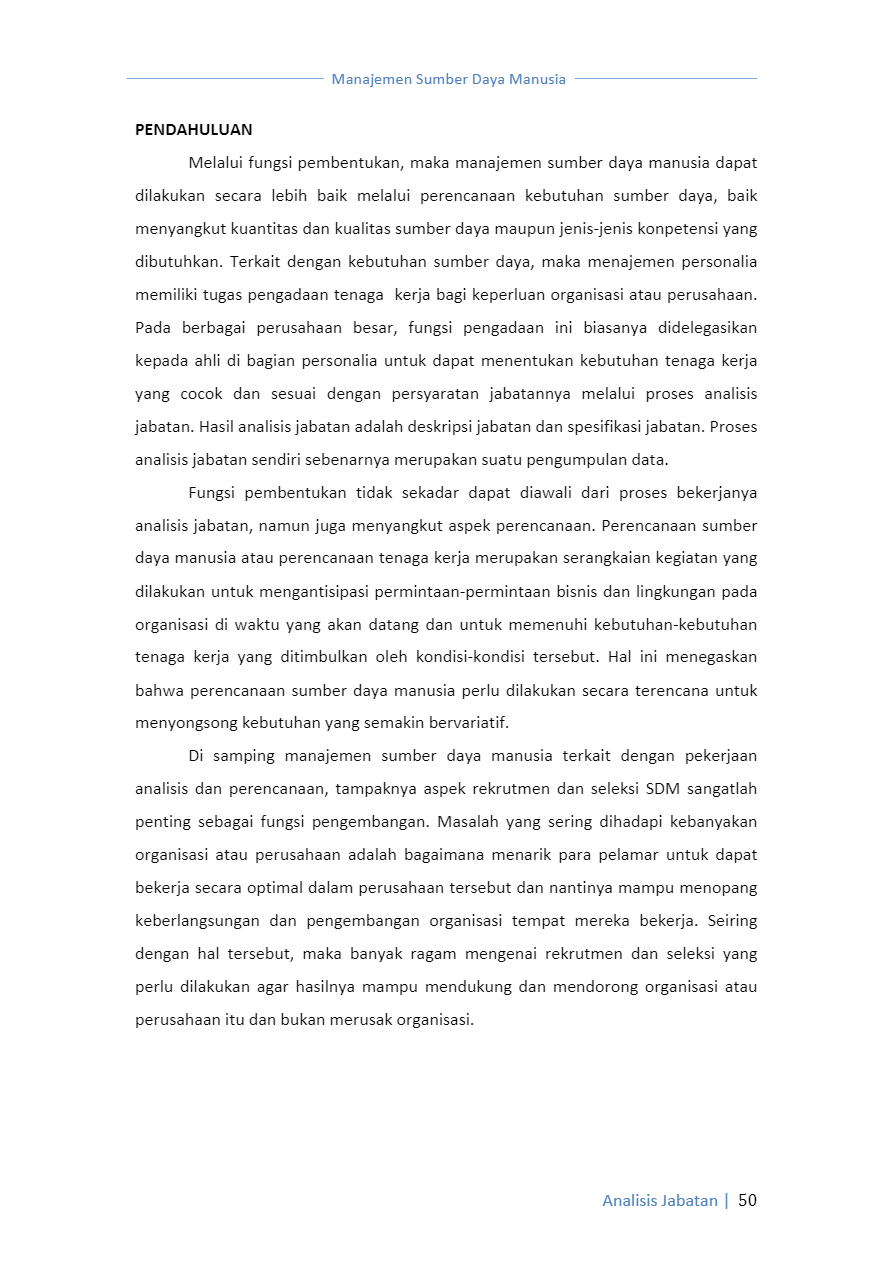 Manajemen Sumber Daya Manusia
PENDAHULUAN
Melalui fungsi pembentukan, maka manajemen sumber daya manusia dapat
dilakukan secara lebih baik melalui perencanaan kebutuhan sumber daya, baik
menyangkut kuantitas dan kualitas sumber daya maupun jenis-jenis konpetensi yang
dibutuhkan. Terkait dengan kebutuhan sumber daya, maka menajemen personalia
memiliki tugas pengadaan tenaga  kerja bagi keperluan organisasi atau perusahaan.
Pada berbagai perusahaan besar, fungsi pengadaan ini biasanya didelegasikan
kepada ahli di bagian personalia untuk dapat menentukan kebutuhan tenaga kerja
yang cocok dan sesuai dengan persyaratan jabatannya melalui proses analisis
jabatan. Hasil analisis jabatan adalah deskripsi jabatan dan spesifikasi jabatan. Proses
analisis jabatan sendiri sebenarnya merupakan suatu pengumpulan data.
Fungsi pembentukan tidak sekadar dapat diawali dari proses bekerjanya
analisis jabatan, namun juga menyangkut aspek perencanaan. Perencanaan sumber
daya manusia atau perencanaan tenaga kerja merupakan serangkaian kegiatan yang
dilakukan untuk mengantisipasi permintaan-permintaan bisnis dan lingkungan pada
organisasi di waktu yang akan datang dan untuk memenuhi kebutuhan-kebutuhan
tenaga kerja yang ditimbulkan oleh kondisi-kondisi tersebut. Hal ini menegaskan
bahwa perencanaan sumber daya manusia perlu dilakukan secara terencana untuk
menyongsong kebutuhan yang semakin bervariatif.
Di samping manajemen sumber daya manusia terkait dengan pekerjaan
analisis dan perencanaan, tampaknya aspek rekrutmen dan seleksi SDM sangatlah
penting sebagai fungsi pengembangan. Masalah yang sering dihadapi kebanyakan
organisasi atau perusahaan adalah bagaimana menarik para pelamar untuk dapat
bekerja secara optimal dalam perusahaan tersebut dan nantinya mampu menopang
keberlangsungan dan pengembangan organisasi tempat mereka bekerja. Seiring
dengan hal tersebut, maka banyak ragam mengenai rekrutmen dan seleksi yang
perlu dilakukan agar hasilnya mampu mendukung dan mendorong organisasi atau
perusahaan itu dan bukan merusak organisasi.
Analisis Jabatan | 50